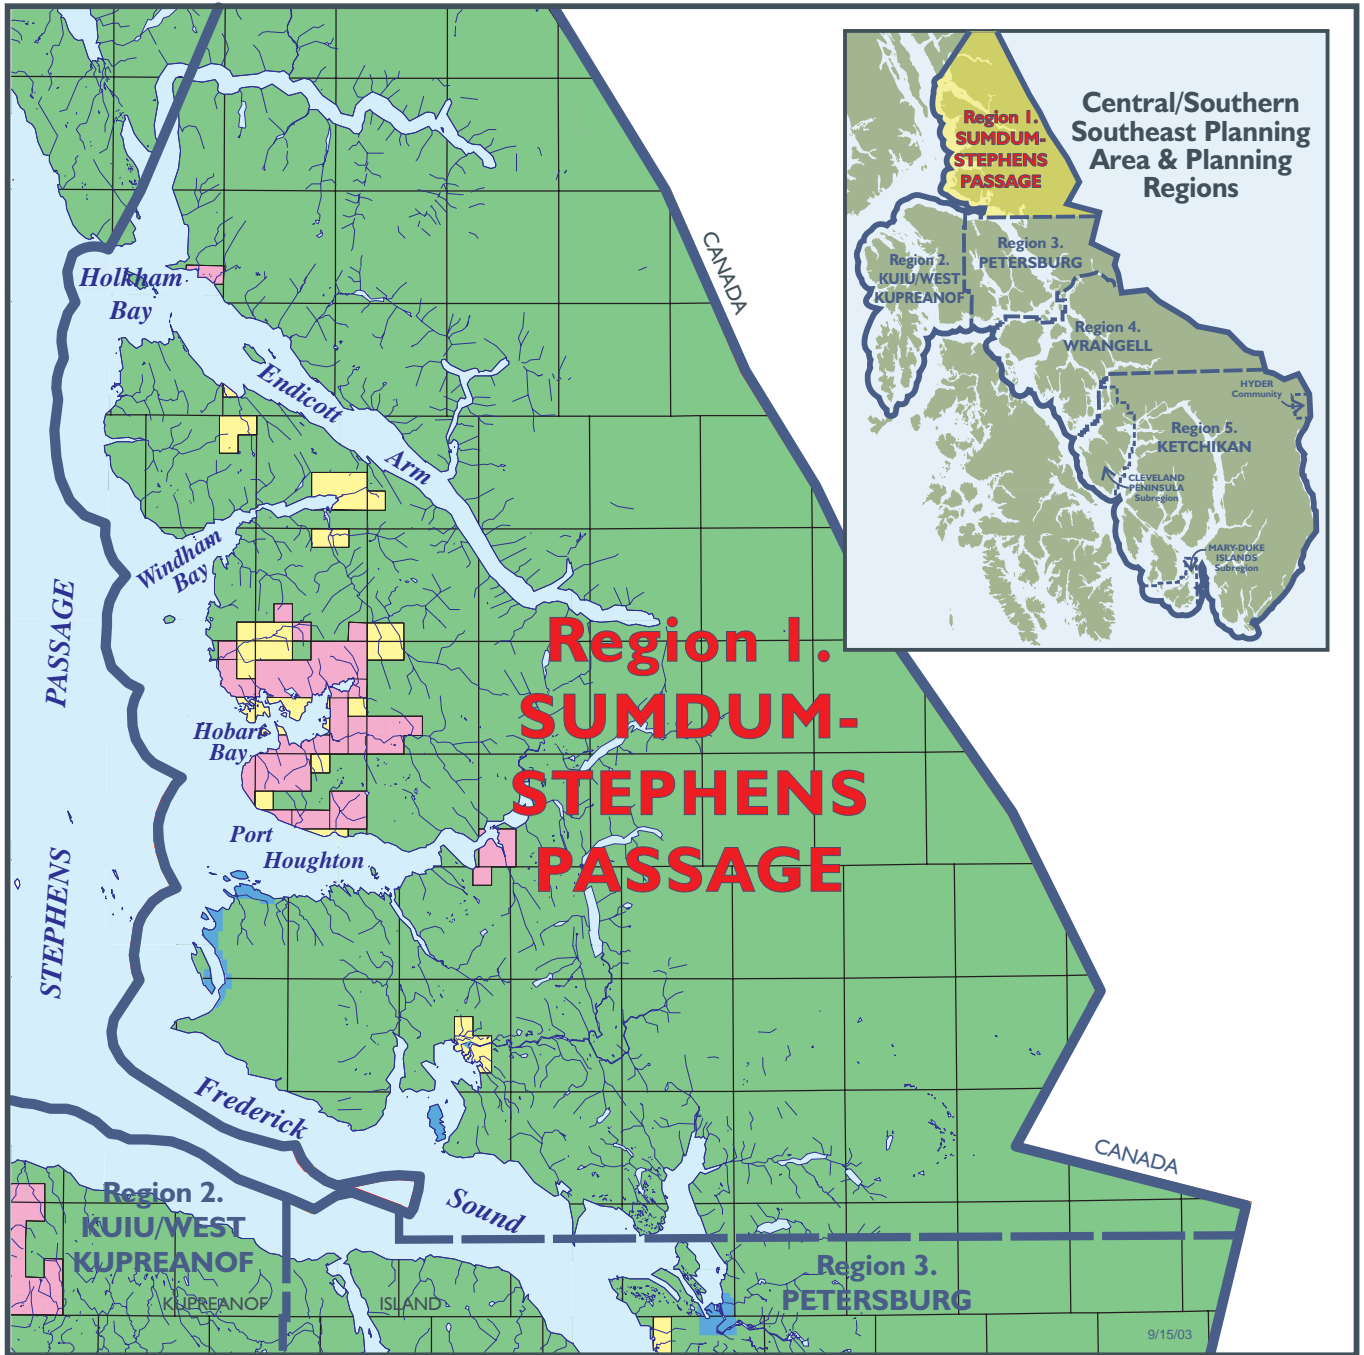 Central/Southern
Southeast Planning
Area & Planning
Regions
Region 1.
SUMDUM-
STEPHENS
PASSAGE
Region 2.
KUIU/WEST
KUPREANOF
Region 3.
PETERSBURG
Region 4.
WRANGELL
HYDER
Community
Region 5.
KETCHIKAN
CLEVELAND
PENINSULA
Subregion
MARY-DUKE
ISLANDS
Subregion
CANADA
Holkham
Bay
Endicott
Arm
Windham
Bay
PASSAGE
STEPHENS
Region 1.
SUMDUM-
STEPHENS
PASSAGE
Hobart
Bay
Port
Houghton
Frederick
Sound
CANADA
Region 2.
KUIU/WEST
KUPREANOF
KUPREANOF
ISLAND
Region 3.
PETERSBURG
9/15/03